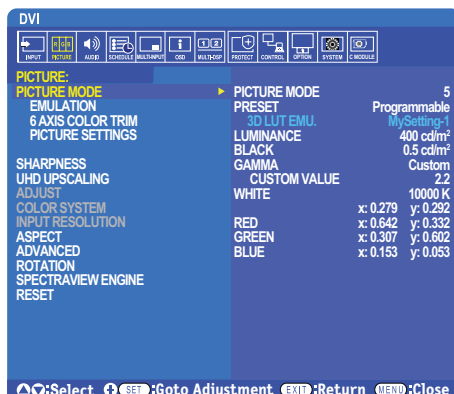 DVI
INPUT PICTURE AUDIO SCHEDULE MULTI-INPUT OSD MULTI-DSP PROTECT CONTROL OPTION SYSTEM C MODULE
R G B
i
1 2
PICTURE:
PICTURE MODE PICTURE MODE 5
EMULATION PRESET Programmable
6 AXIS COLOR TRIM 3D LUT EMU. MySetting-1
PICTURE SETTINGS LUMINANCE 400 cd/m²
BLACK 0.5 cd/m²
SHARPNESS GAMMA Custom
UHD UPSCALING CUSTOM VALUE 2.2
ADJUST WHITE 10000 K
COLOR SYSTEM x: 0.279 y: 0.292
INPUT RESOLUTION RED x: 0.642 y: 0.332
ASPECT GREEN x: 0.307 y: 0.602
ADVANCED BLUE x: 0.153 y: 0.053
ROTATION
SPECTRAVIEW ENGINE
RESET
:Select SET :Goto Adjustment EXIT :Return MENU :Close